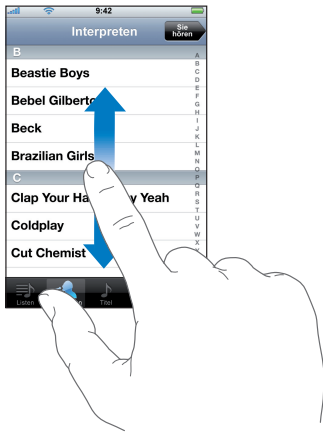 9:42
Interpreten
Sie hören
B
Beastie Boys
Bebel Gilberto
Beck
Brazilian Girls
C
Clap Your Ha y Yeah
Coldplay
Cut Chemist
A
B
C
D
E
F
G
H
I
J
K
L
M
N
O
P
Q
R
S
T
U
V
W
X
Listen
Titel